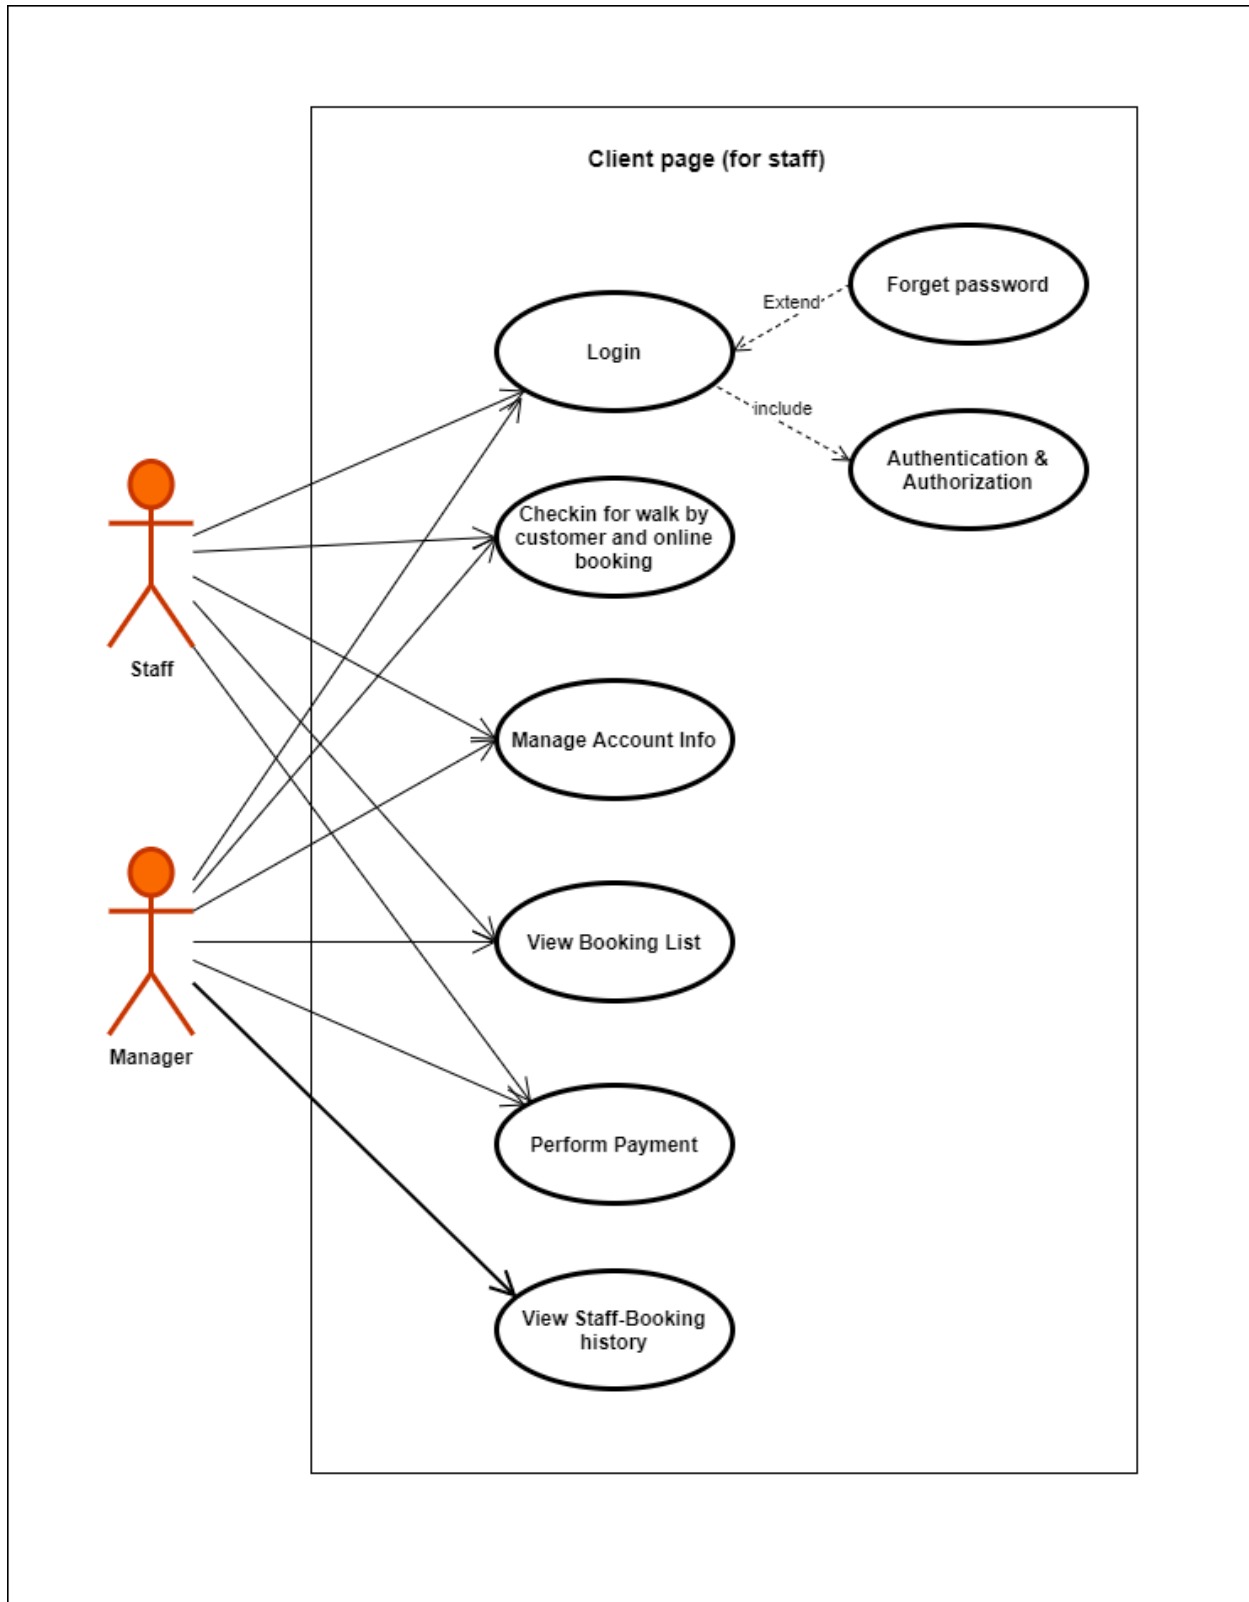 Client page (for staff)
Forget password
Extend
Login
include
Authentication &
Authorization
Checkin for walk by
customer and online
booking
Staff
Manage Account Info
View Booking List
Manager
Perform Payment
View Staff-Booking
history